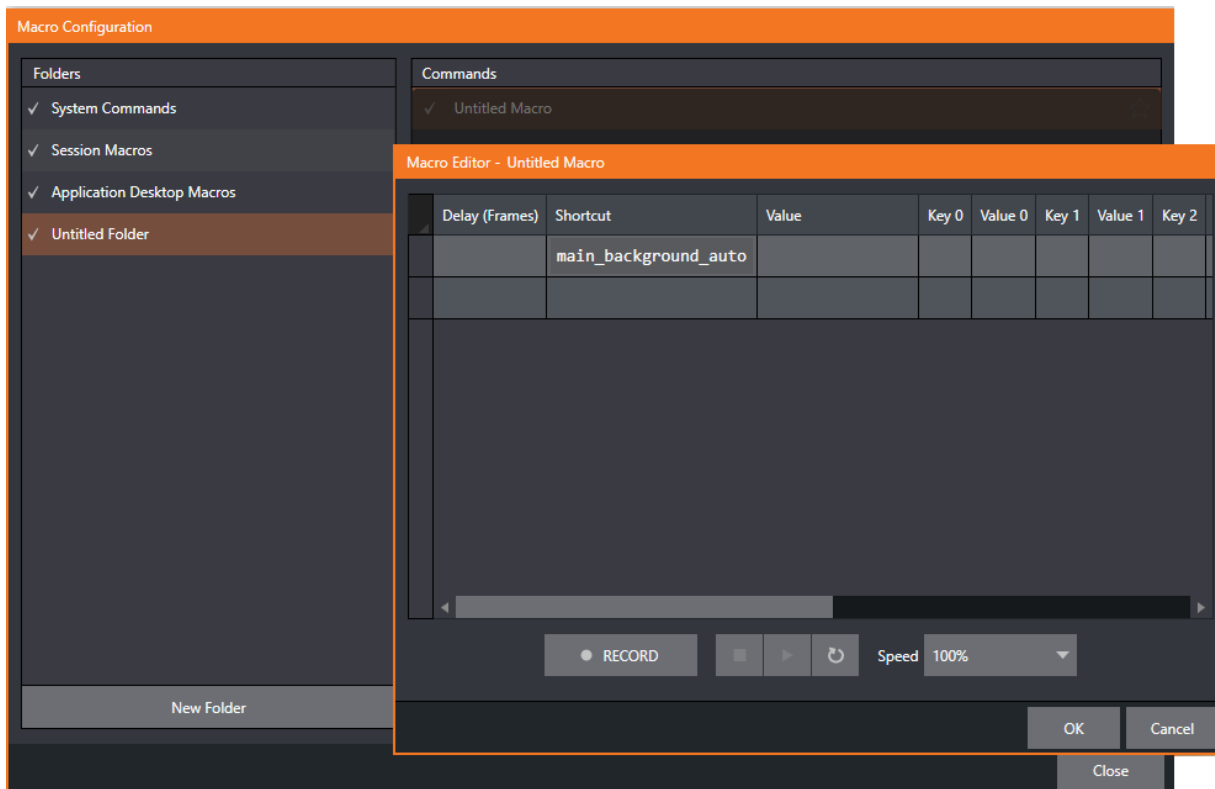 Macro Configuration
Folders
Commands
✓ System Commands
✓ Untitled Macro
✓ Session Macros
✓ Application Desktop Macros
✓ Untitled Folder
Macro Editor - Untitled Macro
Delay (Frames) Shortcut Value Key 0 Value 0 Key 1 Value 1 Key 2
main_background_auto
RECORD Speed 100%
New Folder
OK Cancel
Close